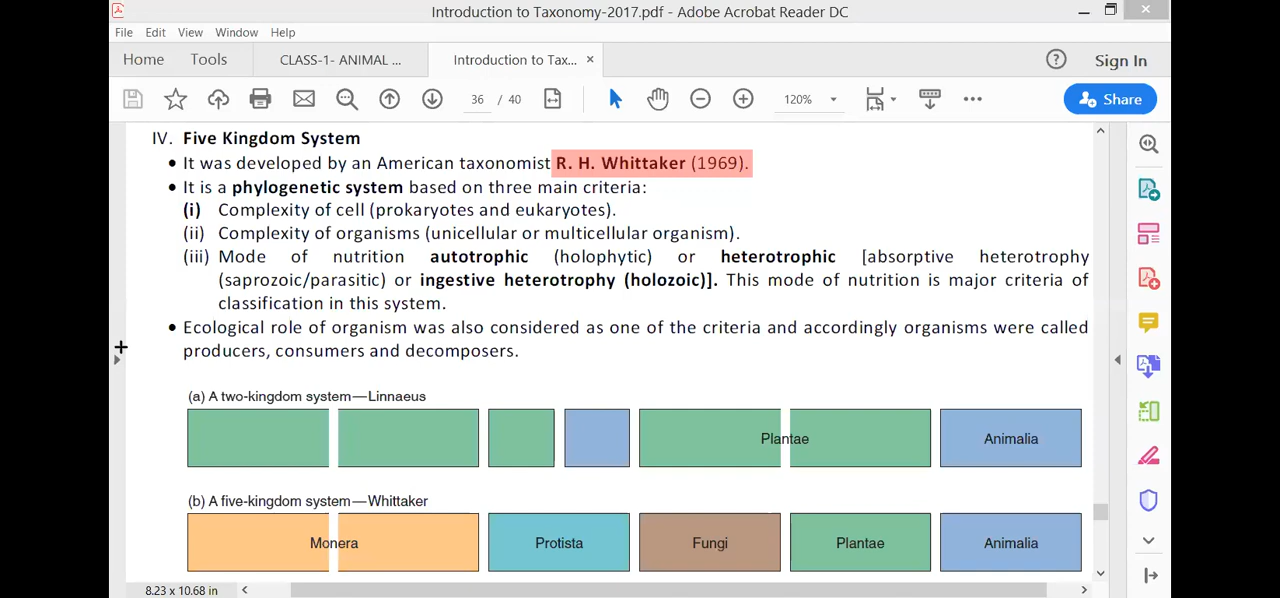 Introduction to Taxonomy-2017.pdf - Adobe Acrobat Reader DC
File Edit View Window Help
Home Tools CLASS-1- ANIMAL ... Introduction to Tax... × ? Sign In
36 / 40 120% Share
IV. Five Kingdom System
• It was developed by an American taxonomist R. H. Whittaker (1969).
• It is a phylogenetic system based on three main criteria:
(i) Complexity of cell (prokaryotes and eukaryotes).
(ii) Complexity of organisms (unicellular or multicellular organism).
(iii) Mode of nutrition autotrophic (holophytic) or heterotrophic [absorptive heterotrophy
(saprozoic/parasitic) or ingestive heterotrophy (holozoic)]. This mode of nutrition is major criteria of
classification in this system.
• Ecological role of organism was also considered as one of the criteria and accordingly organisms were called
producers, consumers and decomposers.
(a) A two-kingdom system—Linnaeus
Plantae Animalia
(b) A five-kingdom system—Whittaker
Monera Protista Fungi Plantae Animalia
8.23 x 10.68 in